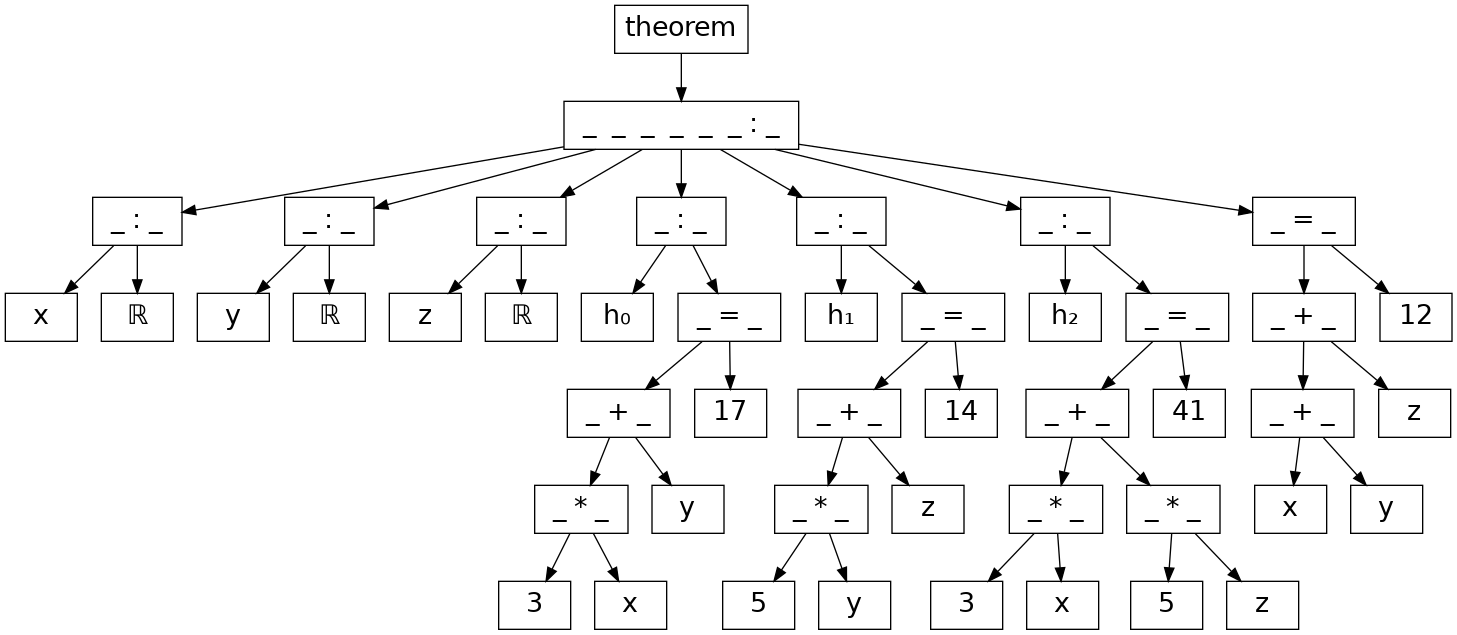 theorem
_ _ _ _ _ _ : _
_ : _ _ : _ _ : _ _ : _ _ : _ _ : _ _ = _
x ℝ y ℝ z ℝ h₀ _ = _ h₁ _ = _ h₂ _ = _ _ + _ 12
_ + _ 17 _ + _ 14 _ + _ 41 _ + _ z
_ * _ y _ * _ z _ * _ _ * _ x y
3 x 5 y 3 x 5 z